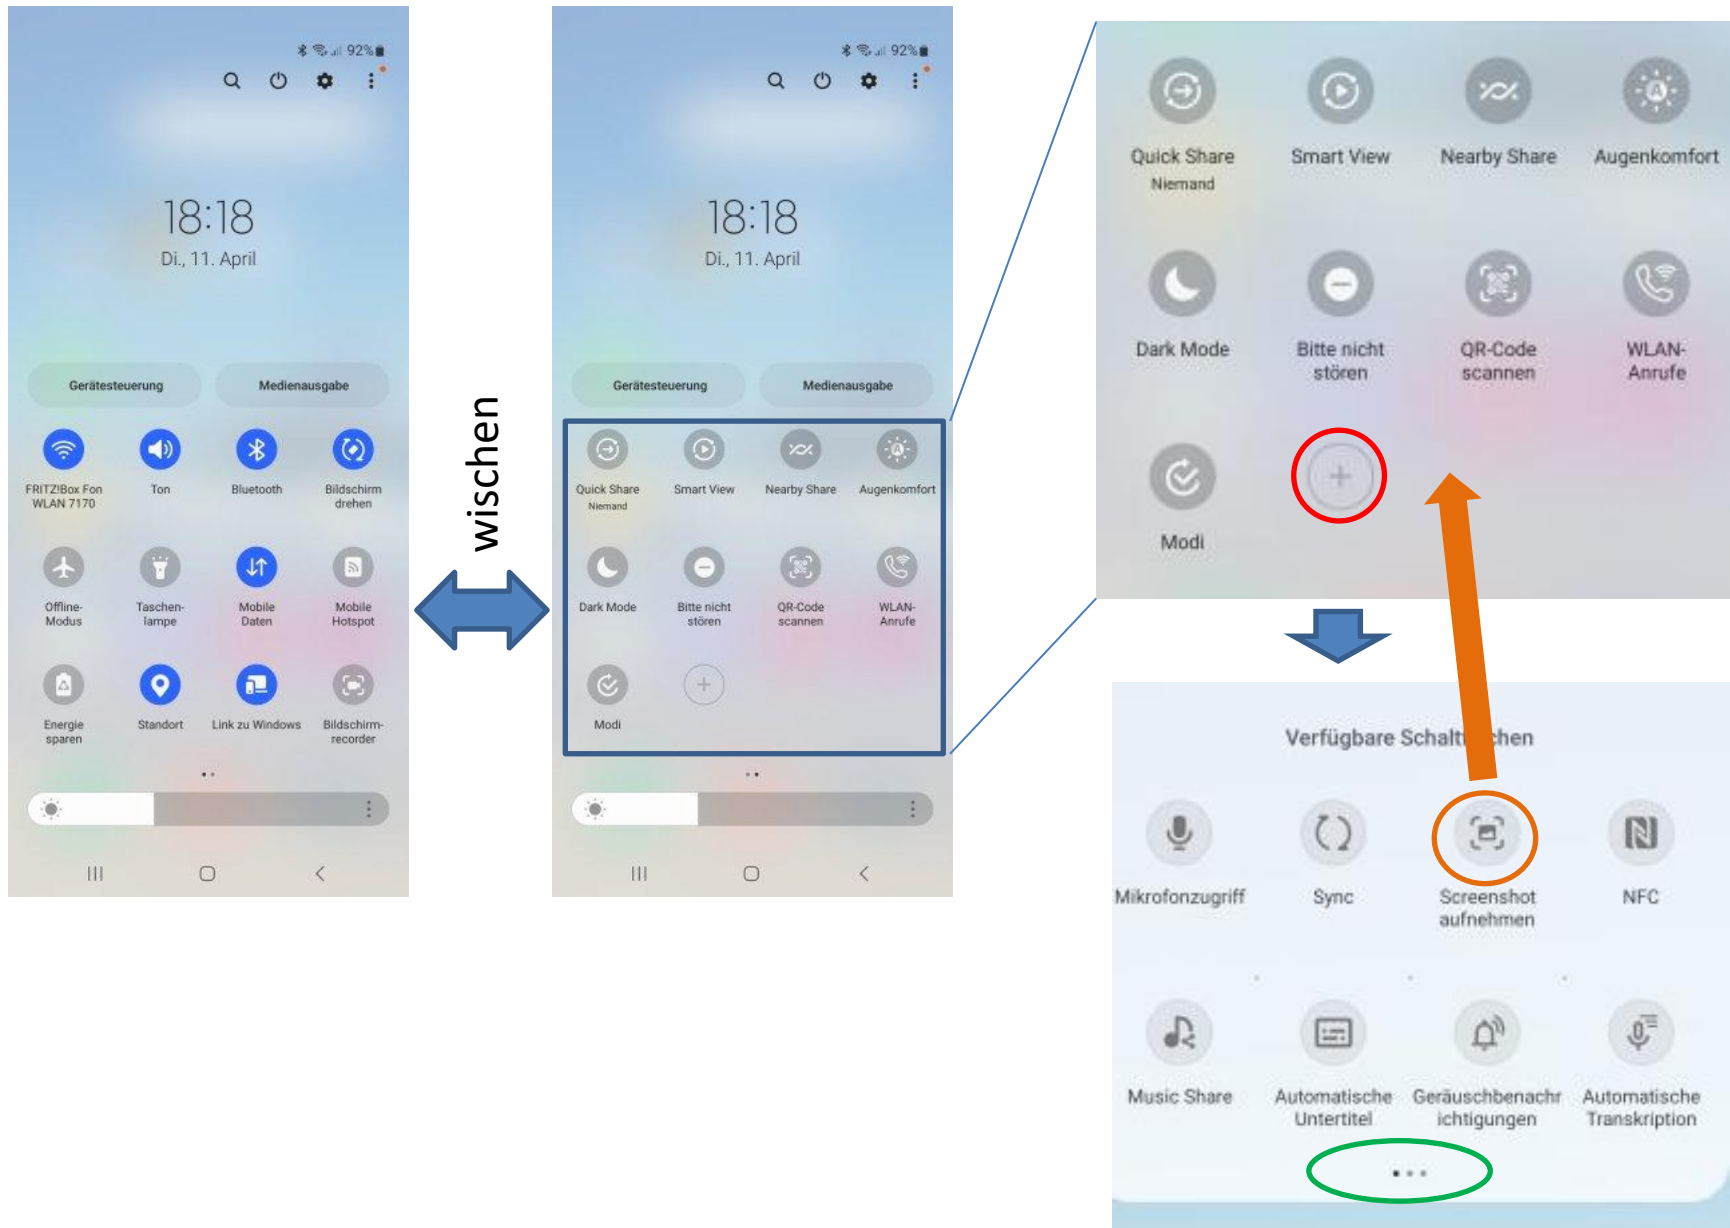 92%
18:18
Di., 11. April
Gerätesteuerung
Medienausgabe
FRITZ!Box Fon
WLAN 7170
Ton
Bluetooth
Bildschirm
drehen
Offline-
Modus
Taschen-
lampe
Mobile
Daten
Mobile
Hotspot
Energie
sparen
Standort
Link zu Windows
Bildschirm-
recorder
wischen
92%
18:18
Di., 11. April
Gerätesteuerung
Medienausgabe
Quick Share
Niemand
Smart View
Nearby Share
Augenkomfort
Dark Mode
Bitte nicht
stören
QR-Code
scannen
WLAN-
Anrufe
Modi
Quick Share
Niemand
Smart View
Nearby Share
Augenkomfort
Dark Mode
Bitte nicht
stören
QR-Code
scannen
WLAN-
Anrufe
Modi
Verfügbare
Mikrofonzugriff
Sync
Screenshot
aufnehmen
NFC
Music Share
Automatische
Untertitel
Geräuschbenachr
ichtigungen
Automatische
Transkription